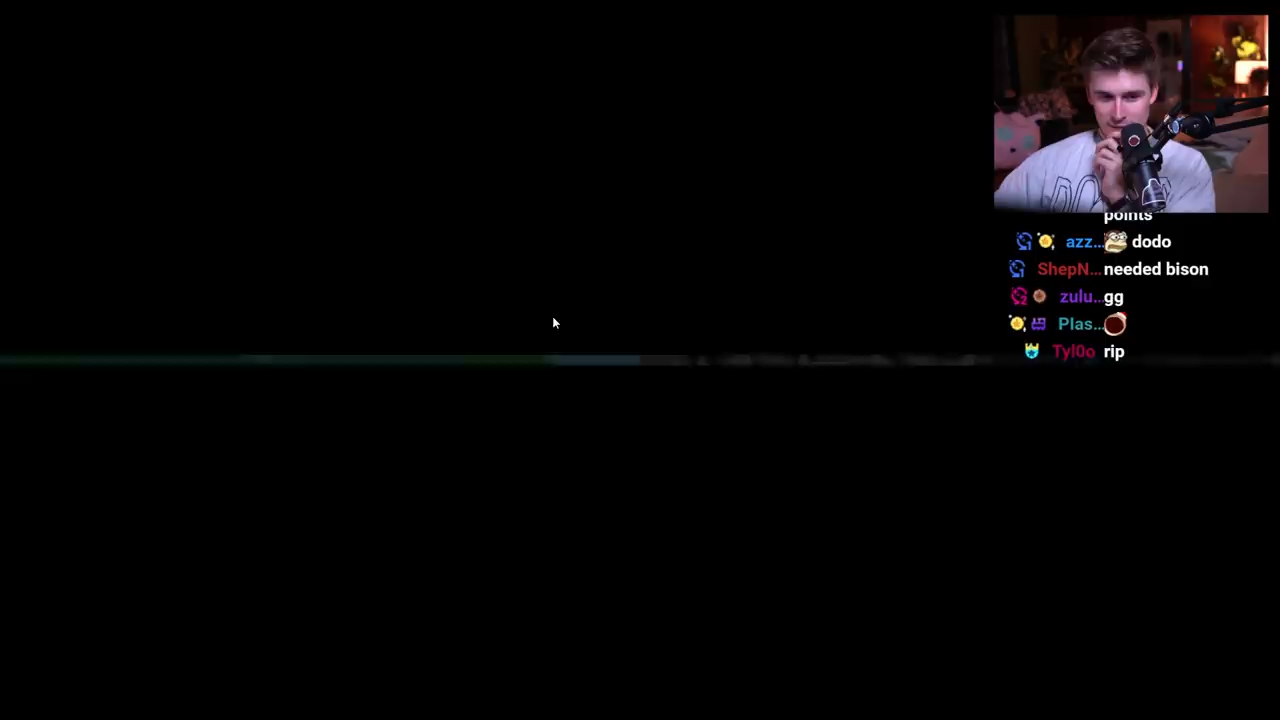 points
azz... dodo
ShepN... needed bison
zulu... gg
Plas...
Tyl0o rip